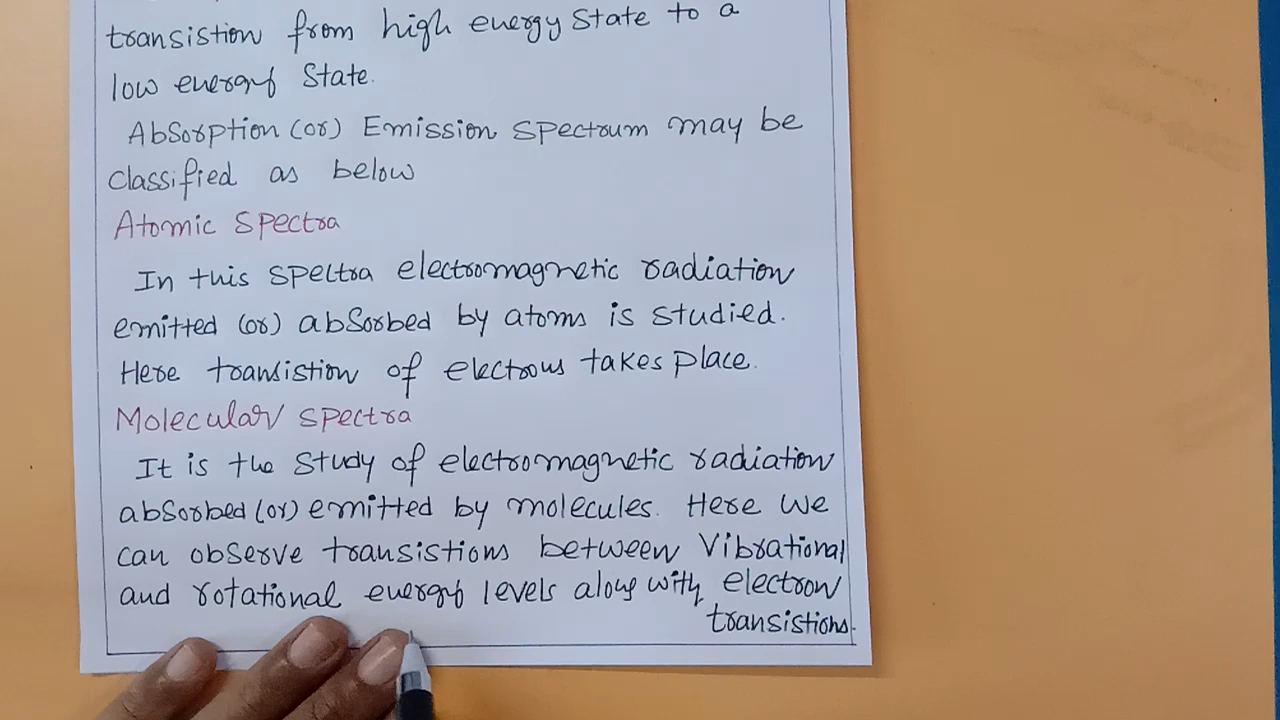 transistion from high energy state to a
low energy State.
Absorption (or) Emission spectrum may be
classified as below
Atomic Spectra
In this speltra electromagnetic radiation
emitted (or) absorbed by atoms is studied.
Here transistion of electrons takes place.
Molecular spectra
It is the study of electromagnetic radiation
absorbed (or) emitted by molecules. Here we
can observe transistions between Vibrational
and rotational energy levels along with electron
transistions.